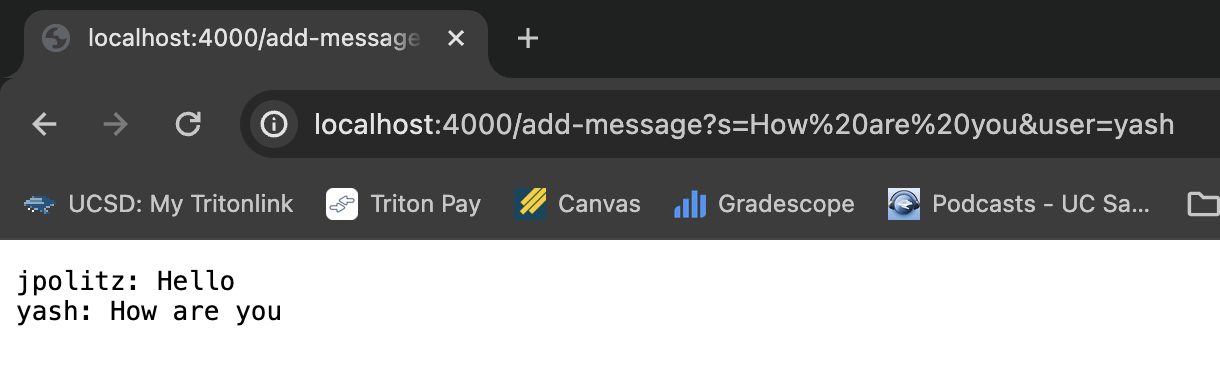 localhost:4000/add-message
localhost:4000/add-message?s=How%20are%20you&user=yash
UCSD: My Tritonlink Triton Pay Canvas Gradescope Podcasts - UC Sa...
jpolitz: Hello
yash: How are you